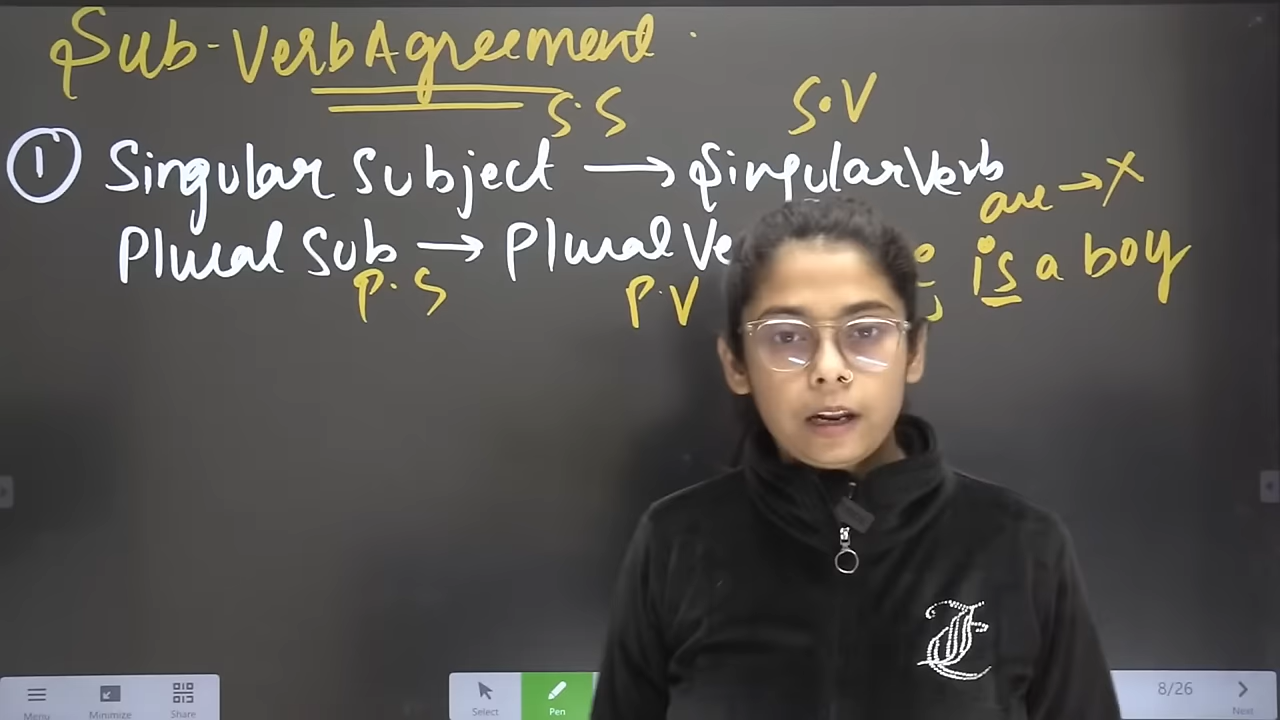 Sub-Verb Agreement
S.S S.V
① Singular Subject → Singular Verb
are → X
Plural Sub → Plural Ve
is a boy
P.S P.V
Menu Minimize Share Select Pen 8/26 Next